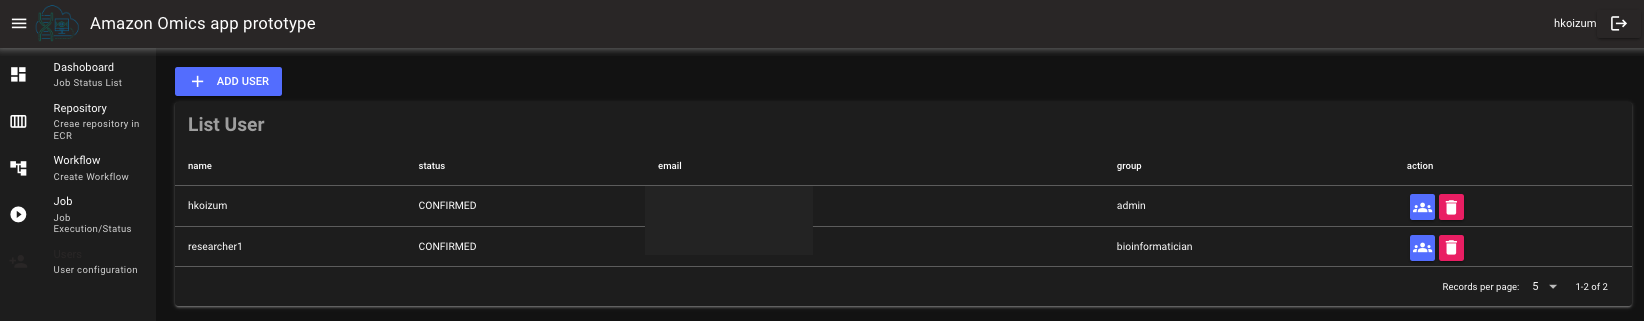 Amazon Omics app prototype
hkoizum
Dashoboard
Job Status List
Repository
Creae repository in
ECR
Workflow
Create Workflow
Job
Job
Execution/Status
Users
User configuration
ADD USER
List User
name status email group action
hkoizum CONFIRMED admin
researcher1 CONFIRMED bioinformatician
Records per page: 5 1-2 of 2